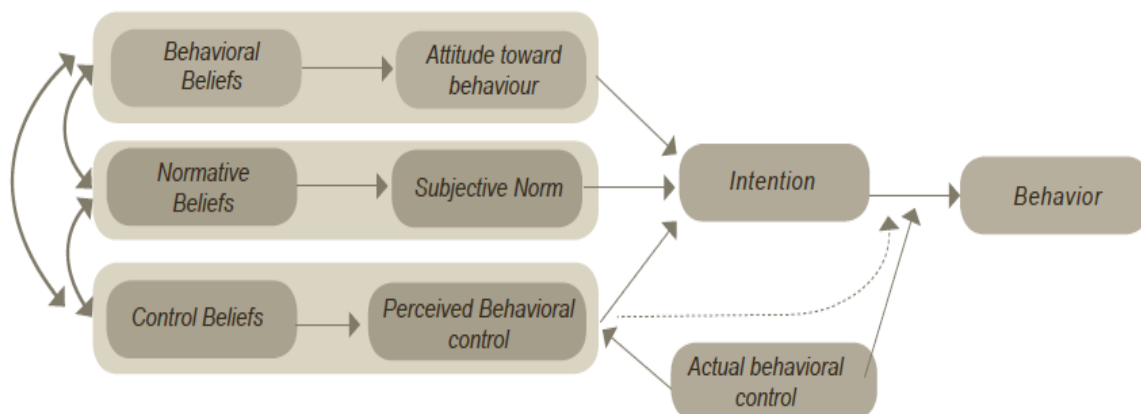 Behavioral
Beliefs
Attitude toward
behaviour
Normative
Beliefs
Subjective Norm
Intention
Behavior
Control Beliefs
Perceived Behavioral
control
Actual behavioral
control